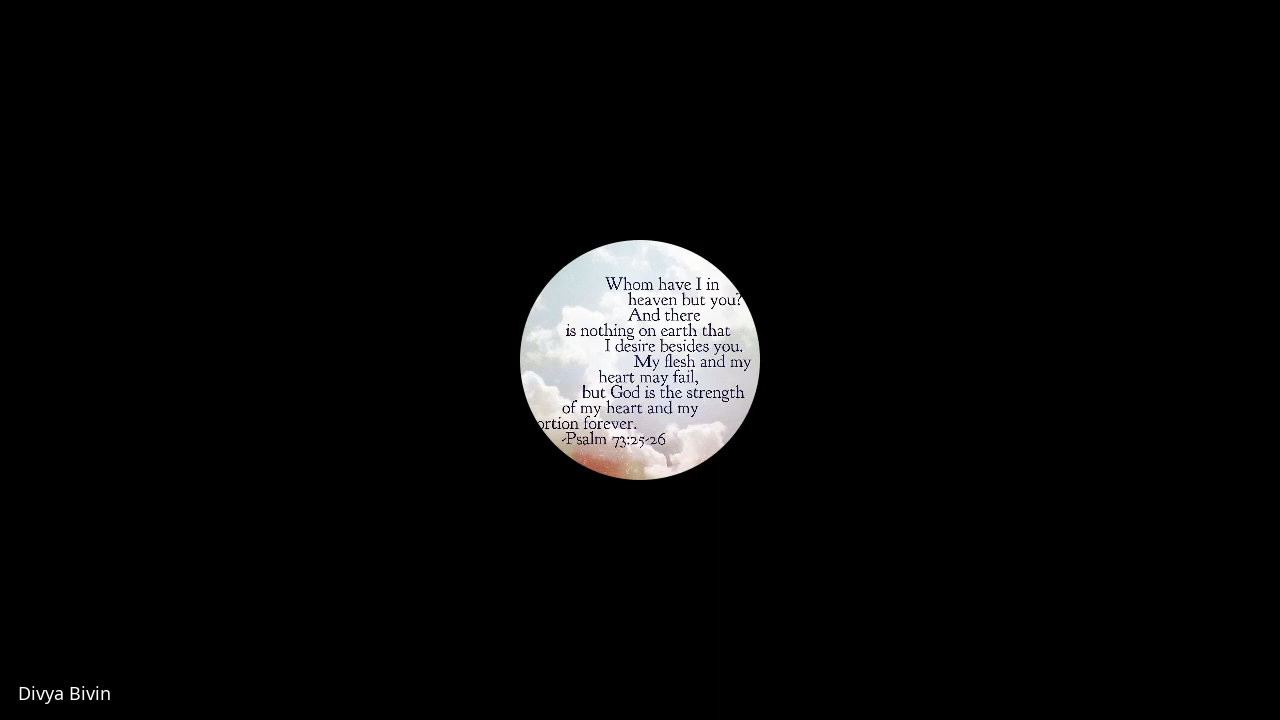 Whom have I in
heaven but you?
And there
is nothing on earth that
I desire besides you.
My flesh and my
heart may fail,
but God is the strength
of my heart and my
ortion forever.
-Psalm 73:25-26
Divya Bivin